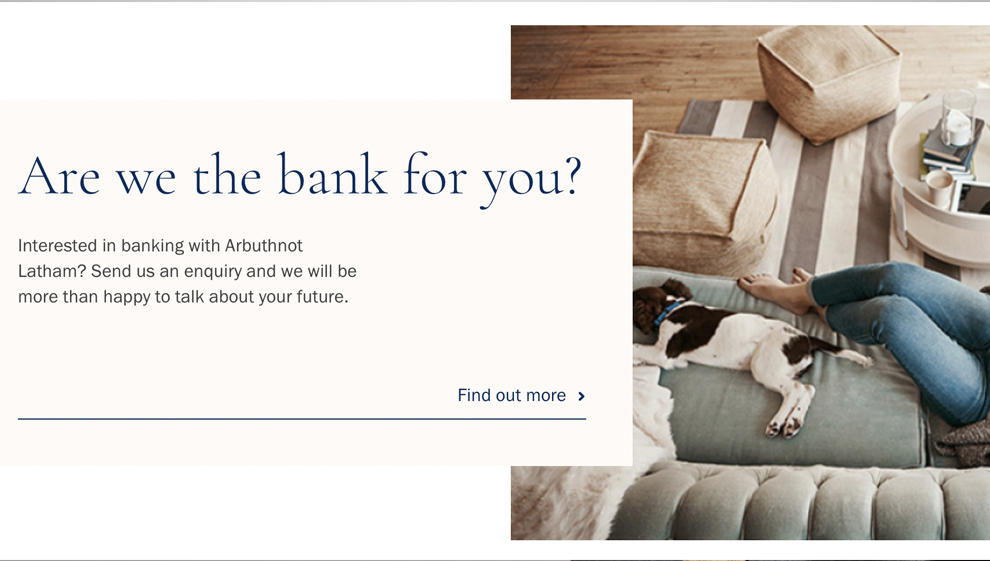 Are we the bank for you?
Interested in banking with Arbuthnot
Latham? Send us an enquiry and we will be
more than happy to talk about your future.
Find out more